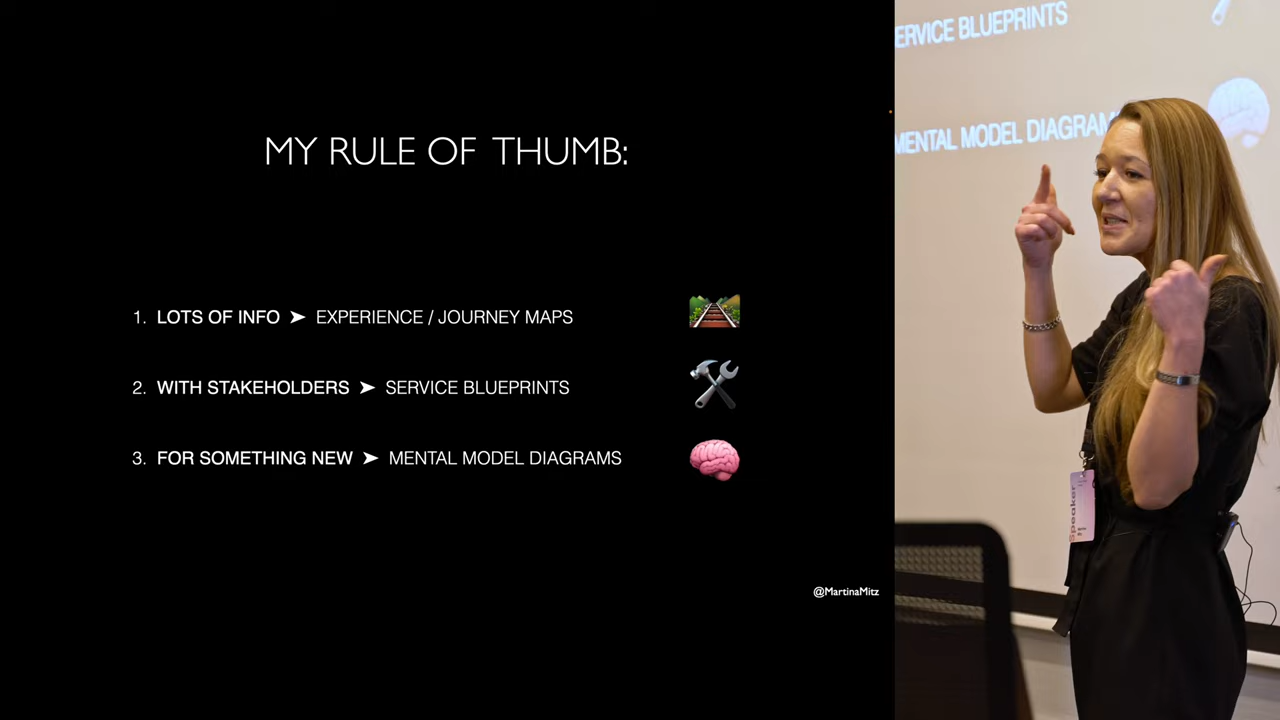 MY RULE OF THUMB:
1. LOTS OF INFO ➤ EXPERIENCE / JOURNEY MAPS
2. WITH STAKEHOLDERS ➤ SERVICE BLUEPRINTS
3. FOR SOMETHING NEW ➤ MENTAL MODEL DIAGRAMS
@MartinaMitz
ERVICE BLUEPRINTS
MENTAL MODEL DIAGRAM
Speaker